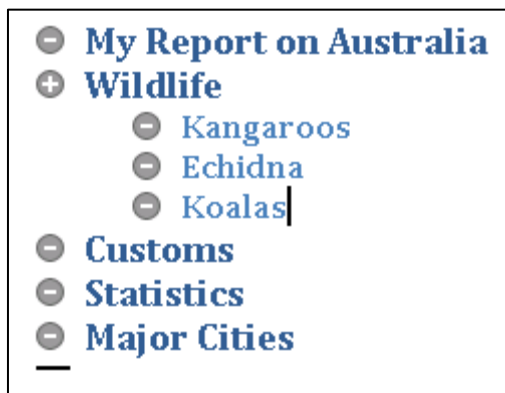 My Report on Australia
Wildlife
Kangaroos
Echidna
Koalas
Customs
Statistics
Major Cities